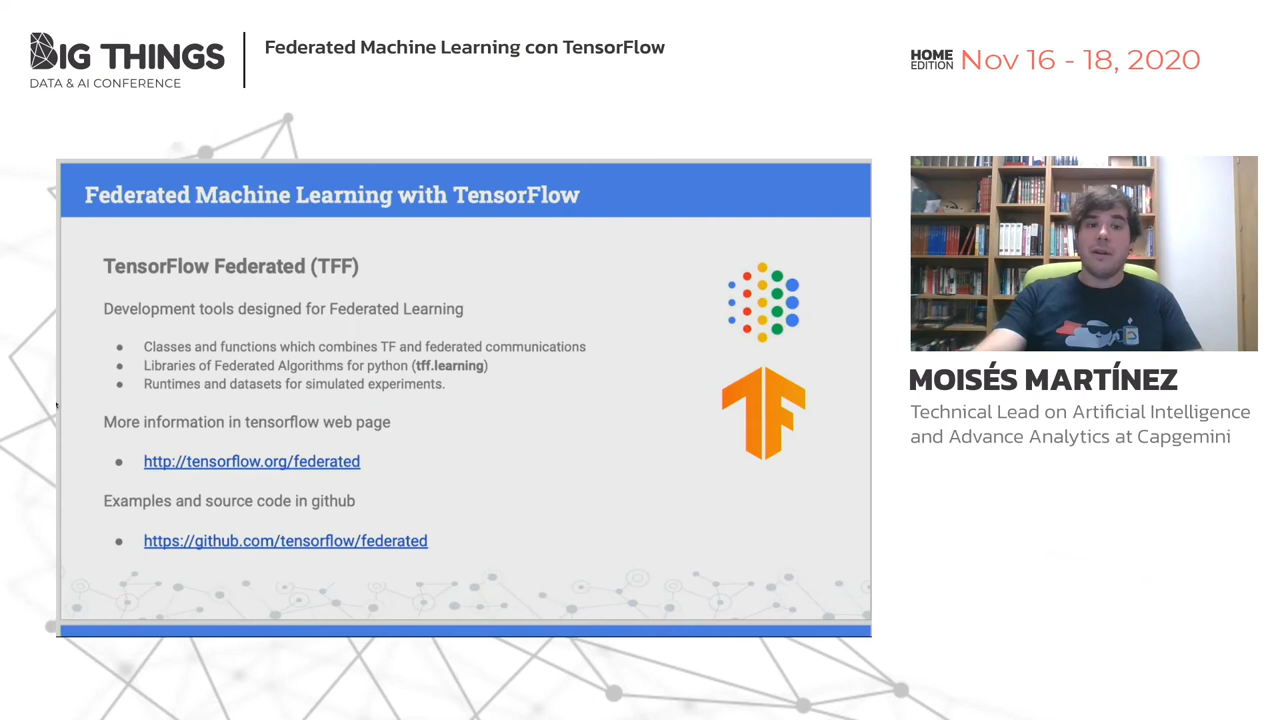 BIG THINGS
DATA & AI CONFERENCE
Federated Machine Learning con TensorFlow
HOME
EDITION
Nov 16 - 18, 2020
Federated Machine Learning with TensorFlow
TensorFlow Federated (TFF)
Development tools designed for Federated Learning
● Classes and functions which combines TF and federated communications
● Libraries of Federated Algorithms for python (tff.learning)
● Runtimes and datasets for simulated experiments.
More information in tensorflow web page
● http://tensorflow.org/federated
Examples and source code in github
● https://github.com/tensorflow/federated
MOISÉS MARTÍNEZ
Technical Lead on Artificial Intelligence
and Advance Analytics at Capgemini